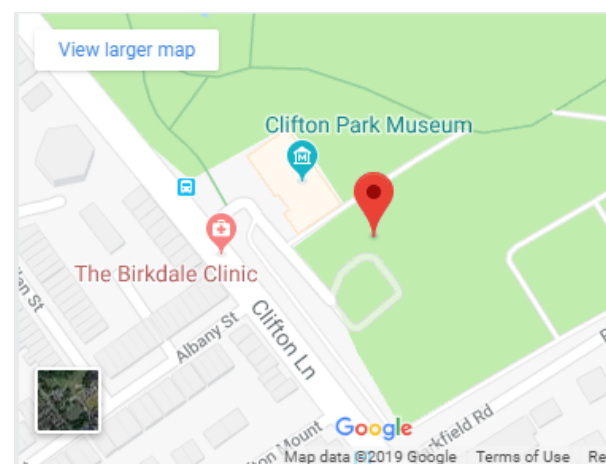 View larger map
Clifton Park Museum
M
The Birkdale Clinic
Albany St
Clifton Ln
Mount
Google
Map data ©2019 Google Terms of Use